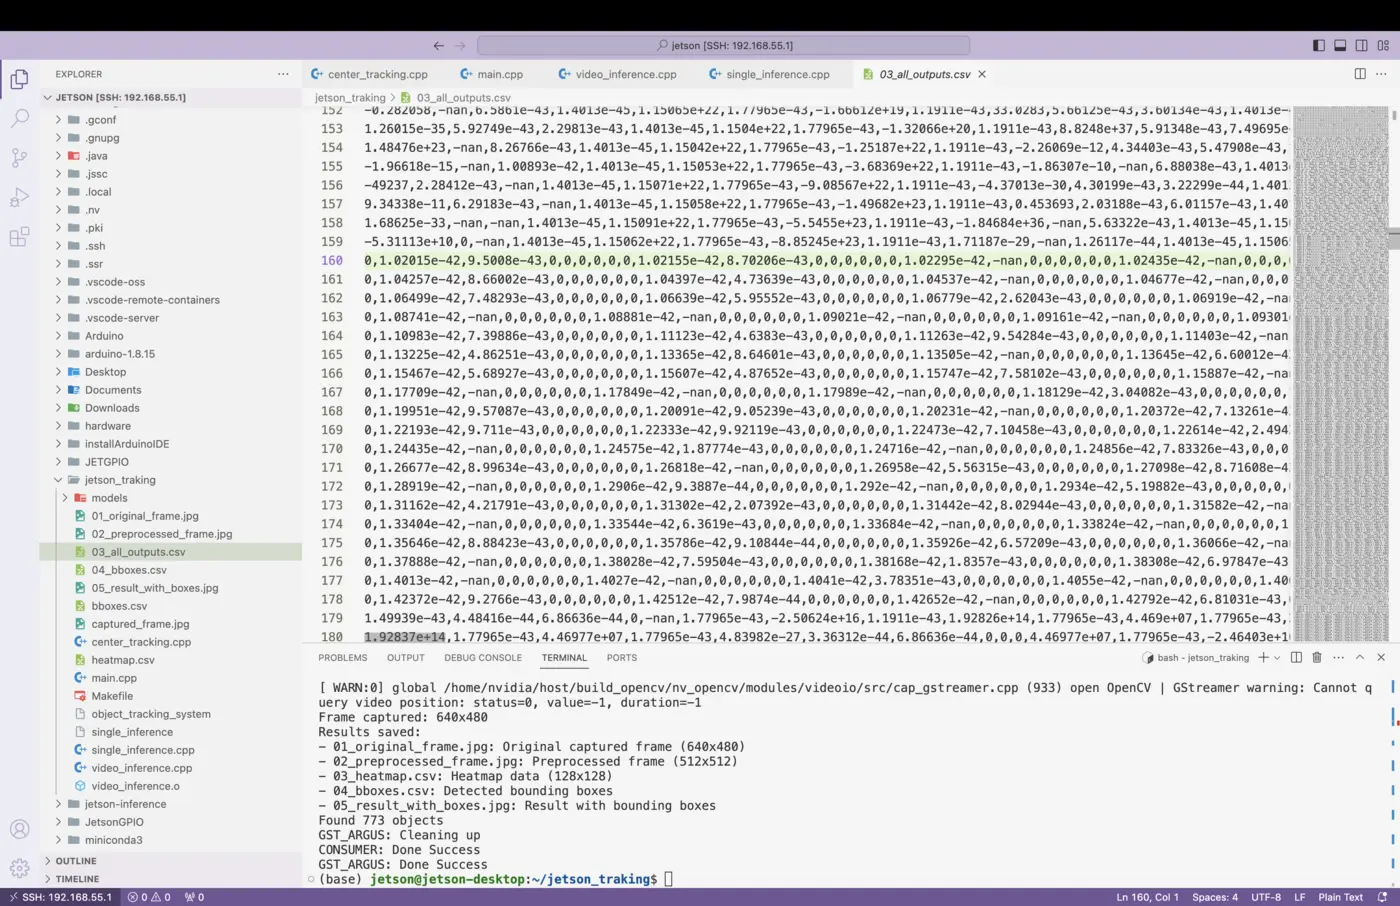 jetson [SSH: 192.168.55.1]
EXPLORER
center_tracking.cpp
main.cpp
video_inference.cpp
single_inference.cpp
03_all_outputs.csv
JETSON [SSH: 192.168.55.1]
jetson_traking > 03_all_outputs.csv
.gconf
.gnupg
.java
.jssc
.local
.nv
.pki
.ssh
.ssr
.vscode-oss
.vscode-remote-containers
.vscode-server
Arduino
arduino-1.8.15
Desktop
Documents
Downloads
hardware
installArduinoIDE
JETGPIO
jetson_traking
models
01_original_frame.jpg
02_preprocessed_frame.jpg
03_all_outputs.csv
04_bboxes.csv
05_result_with_boxes.jpg
bboxes.csv
captured_frame.jpg
center_tracking.cpp
heatmap.csv
main.cpp
Makefile
object_tracking_system
single_inference
single_inference.cpp
video_inference.cpp
video_inference.o
jetson-inference
JetsonGPIO
miniconda3
OUTLINE
TIMELINE
152 -0.282058,-nan,6.5861e-43,1.4013e-45,1.15065e+22,1.77965e-43,-1.66612e+19,1.1911e-43,33.0283,5.66125e-43,3.60134e-43,1.4013e-
153 1.26015e-35,5.92749e-43,2.29813e-43,1.4013e-45,1.1504e+22,1.77965e-43,-1.32066e+20,1.1911e-43,8.8248e+37,5.91348e-43,7.49695e-
154 1.48476e+23,-nan,8.26766e-43,1.4013e-45,1.15042e+22,1.77965e-43,-1.25187e+22,1.1911e-43,-2.26069e-12,4.34403e-43,5.47908e-43,
155 -1.96618e-15,-nan,1.00893e-42,1.4013e-45,1.15053e+22,1.77965e-43,-3.68369e+22,1.1911e-43,-1.86307e-10,-nan,6.88038e-43,1.4013
156 -49237,2.28412e-43,-nan,1.4013e-45,1.15071e+22,1.77965e-43,-9.08567e+22,1.1911e-43,-4.37013e-30,4.30199e-43,3.22299e-44,1.401
157 9.34338e-11,6.29183e-43,-nan,1.4013e-45,1.15058e+22,1.77965e-43,-1.49682e+23,1.1911e-43,0.453693,2.03188e-43,6.01157e-43,1.40
158 1.68625e-33,-nan,-nan,1.4013e-45,1.15091e+22,1.77965e-43,-5.5455e+23,1.1911e-43,-1.84684e+36,-nan,5.63322e-43,1.4013e-45,1.15
159 -5.31113e+10,0,-nan,1.4013e-45,1.15062e+22,1.77965e-43,-8.85245e+23,1.1911e-43,1.71187e-29,-nan,1.26117e-44,1.4013e-45,1.1506
160 0,1.02015e-42,9.5008e-43,0,0,0,0,0,0,1.02155e-42,8.70206e-43,0,0,0,0,0,0,1.02295e-42,-nan,0,0,0,0,0,0,1.02435e-42,-nan,0,0,0,
161 0,1.04257e-42,8.66002e-43,0,0,0,0,0,0,1.04397e-42,4.73639e-43,0,0,0,0,0,0,1.04537e-42,-nan,0,0,0,0,0,0,1.04677e-42,-nan,0,0,0
162 0,1.06499e-42,7.48293e-43,0,0,0,0,0,0,1.06639e-42,5.95552e-43,0,0,0,0,0,0,1.06779e-42,2.62043e-43,0,0,0,0,0,0,1.06919e-42,-na
163 0,1.08741e-42,-nan,0,0,0,0,0,0,1.08881e-42,-nan,0,0,0,0,0,0,1.09021e-42,-nan,0,0,0,0,0,0,1.09161e-42,-nan,0,0,0,0,0,0,1.09301
164 0,1.10983e-42,7.39886e-43,0,0,0,0,0,0,1.11123e-42,4.6383e-43,0,0,0,0,0,0,1.11263e-42,9.54284e-43,0,0,0,0,0,0,1.11403e-42,-nan
165 0,1.13225e-42,4.86251e-43,0,0,0,0,0,0,1.13365e-42,8.64601e-43,0,0,0,0,0,0,1.13505e-42,-nan,0,0,0,0,0,0,1.13645e-42,6.60012e-4
166 0,1.15467e-42,5.68927e-43,0,0,0,0,0,0,1.15607e-42,4.87652e-43,0,0,0,0,0,0,1.15747e-42,7.58102e-43,0,0,0,0,0,0,1.15887e-42,-na
167 0,1.17709e-42,-nan,0,0,0,0,0,0,1.17849e-42,-nan,0,0,0,0,0,0,1.17989e-42,-nan,0,0,0,0,0,0,1.18129e-42,3.04082e-43,0,0,0,0,0,0,
168 0,1.19951e-42,9.57087e-43,0,0,0,0,0,0,1.20091e-42,9.05239e-43,0,0,0,0,0,0,1.20231e-42,-nan,0,0,0,0,0,0,1.20372e-42,7.13261e-4
169 0,1.22193e-42,9.711e-43,0,0,0,0,0,0,1.22333e-42,9.92119e-43,0,0,0,0,0,0,1.22473e-42,7.10458e-43,0,0,0,0,0,0,1.22614e-42,2.494
170 0,1.24435e-42,-nan,0,0,0,0,0,0,1.24575e-42,1.87774e-43,0,0,0,0,0,0,1.24716e-42,-nan,0,0,0,0,0,0,1.24856e-42,7.83326e-43,0,0,0
171 0,1.26677e-42,8.99634e-43,0,0,0,0,0,0,1.26818e-42,-nan,0,0,0,0,0,0,1.26958e-42,5.56315e-43,0,0,0,0,0,0,1.27098e-42,8.71608e-4
172 0,1.28919e-42,-nan,0,0,0,0,0,0,1.2906e-42,9.3887e-44,0,0,0,0,0,0,1.292e-42,-nan,0,0,0,0,0,0,1.2934e-42,5.19882e-43,0,0,0,0,0,
173 0,1.31162e-42,4.21791e-43,0,0,0,0,0,0,1.31302e-42,2.07392e-43,0,0,0,0,0,0,1.31442e-42,8.02944e-43,0,0,0,0,0,0,1.31582e-42,-na
174 0,1.33404e-42,-nan,0,0,0,0,0,0,1.33544e-42,6.3619e-43,0,0,0,0,0,0,1.33684e-42,-nan,0,0,0,0,0,0,1.33824e-42,-nan,0,0,0,0,0,0,1
175 0,1.35646e-42,8.88423e-43,0,0,0,0,0,0,1.35786e-42,9.10844e-44,0,0,0,0,0,0,1.35926e-42,6.57209e-43,0,0,0,0,0,0,1.36066e-42,-na
176 0,1.37888e-42,-nan,0,0,0,0,0,0,1.38028e-42,7.59504e-43,0,0,0,0,0,0,1.38168e-42,1.8357e-43,0,0,0,0,0,0,1.38308e-42,6.97847e-43
177 0,1.4013e-42,-nan,0,0,0,0,0,0,1.4027e-42,-nan,0,0,0,0,0,0,1.4041e-42,3.78351e-43,0,0,0,0,0,0,1.4055e-42,-nan,0,0,0,0,0,0,1.40
178 0,1.42372e-42,9.2766e-43,0,0,0,0,0,0,1.42512e-42,7.9874e-44,0,0,0,0,0,0,1.42652e-42,-nan,0,0,0,0,0,0,1.42792e-42,6.81031e-43,
179 1.49939e-43,4.48416e-44,6.86636e-44,0,-nan,1.77965e-43,-2.50624e+16,1.1911e-43,1.92826e+14,1.77965e-43,4.469e+07,1.77965e-43,
180 1.92837e+14,1.77965e-43,4.46977e+07,1.77965e-43,4.83982e-27,3.36312e-44,6.86636e-44,0,0,0,4.46977e+07,1.77965e-43,-2.46403e+1
PROBLEMS OUTPUT DEBUG CONSOLE TERMINAL PORTS bash - jetson_traking
[ WARN:0] global /home/nvidia/host/build_opencv/nv_opencv/modules/videoio/src/cap_gstreamer.cpp (933) open OpenCV | GStreamer warning: Cannot q
uery video position: status=0, value=-1, duration=-1
Frame captured: 640x480
Results saved:
- 01_original_frame.jpg: Original captured frame (640x480)
- 02_preprocessed_frame.jpg: Preprocessed frame (512x512)
- 03_heatmap.csv: Heatmap data (128x128)
- 04_bboxes.csv: Detected bounding boxes
- 05_result_with_boxes.jpg: Result with bounding boxes
Found 773 objects
GST_ARGUS: Cleaning up
CONSUMER: Done Success
GST_ARGUS: Done Success
(base) jetson@jetson-desktop:~/jetson_traking$
SSH: 192.168.55.1 0 0 0 Ln 160, Col 1 Spaces: 4 UTF-8 LF Plain Text